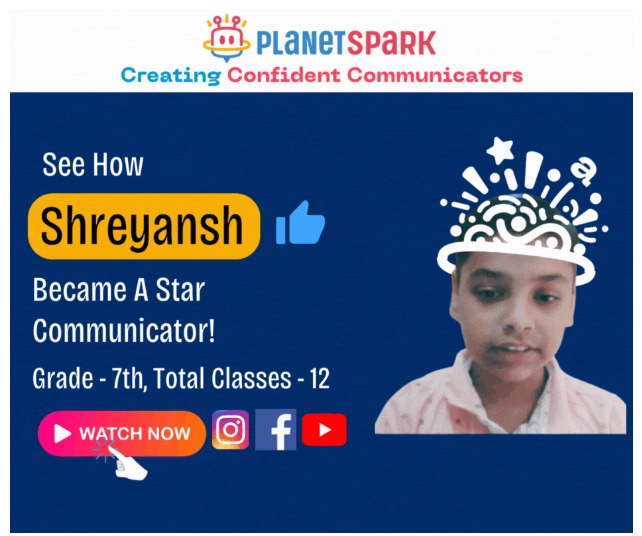 PLANETSPARK
Creating Confident Communicators
See How
Shreyansh
Became A Star
Communicator!
Grade - 7th, Total Classes - 12
WATCH NOW
a